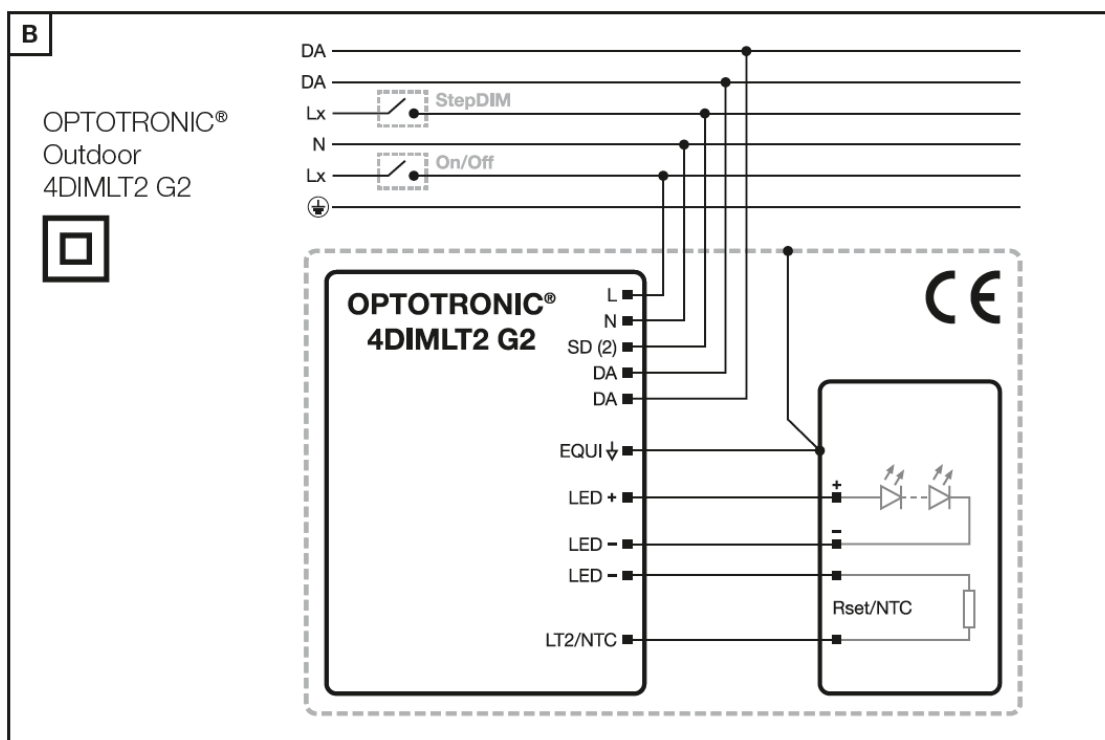 B
OPTOTRONIC®
Outdoor
4DIMLT2 G2
DA
DA
Lx StepDIM
N
Lx On/Off
OPTOTRONIC®
4DIMLT2 G2
L
N
SD (2)
DA
DA
EQUI
LED +
LED -
LED -
LT2/NTC
CE
+
-
Rset/NTC